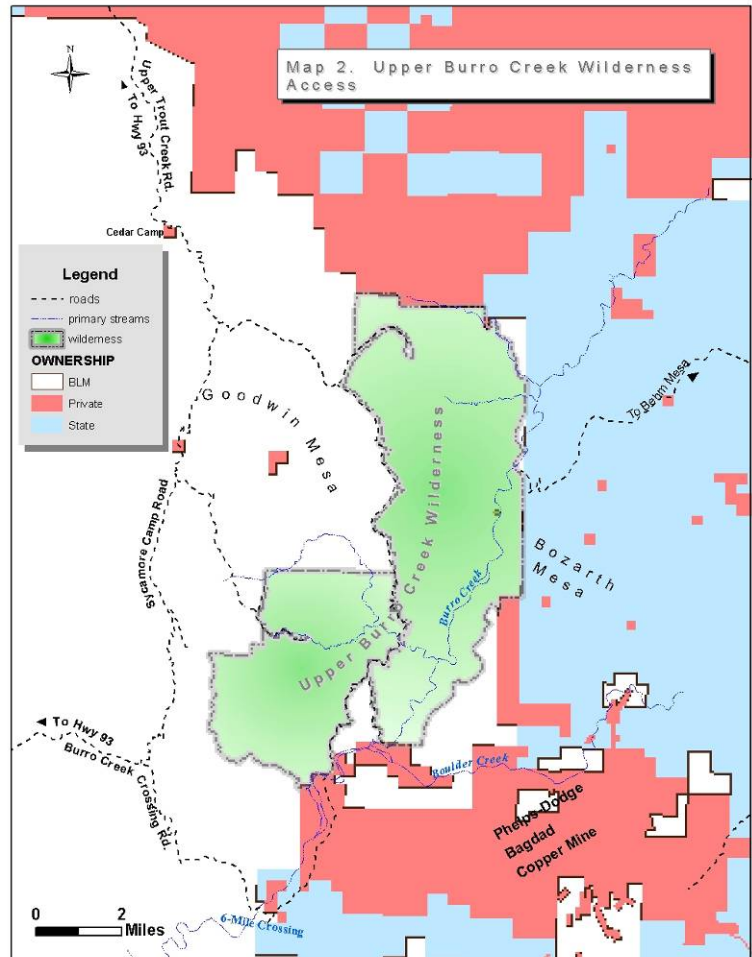 Map 2. Upper Burro Creek Wilderness
Access
N
Upper Trout Creek Rd.
To Hwy 93
Cedar Camp
Legend
roads
primary streams
wilderness
OWNERSHIP
BLM
Private
State
Goodwin Mesa
To Behm Mesa
Sycamore Camp Road
Upper Burro Creek Wilderness
Burro Creek
Bozarth
Mesa
To Hwy 93
Burro Creek Crossing Rd.
Boulder Creek
Phelps-Dodge
Bagdad
Copper Mine
6-Mile Crossing
0 2
Miles